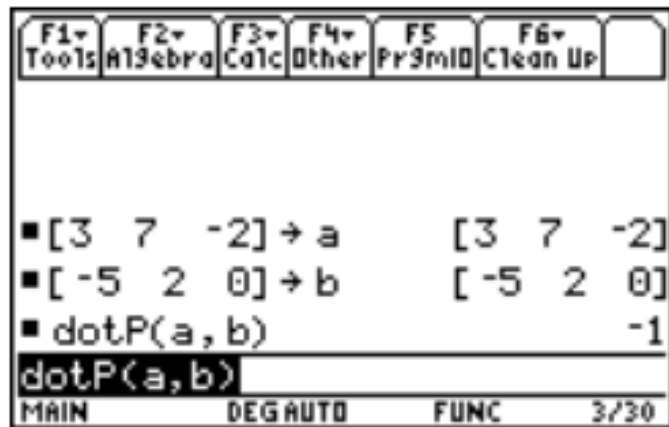 F1▾ F2▾ F3▾ F4▾ F5 F6▾
Tools Algebra Calc Other PrgmIO Clean Up
▪[3 7 ⁻2]→a [3 7 ⁻2]
▪[⁻5 2 0]→b [⁻5 2 0]
▪dotP(a,b) ⁻1
dotP(a,b)
MAIN DEG AUTO FUNC 3/30